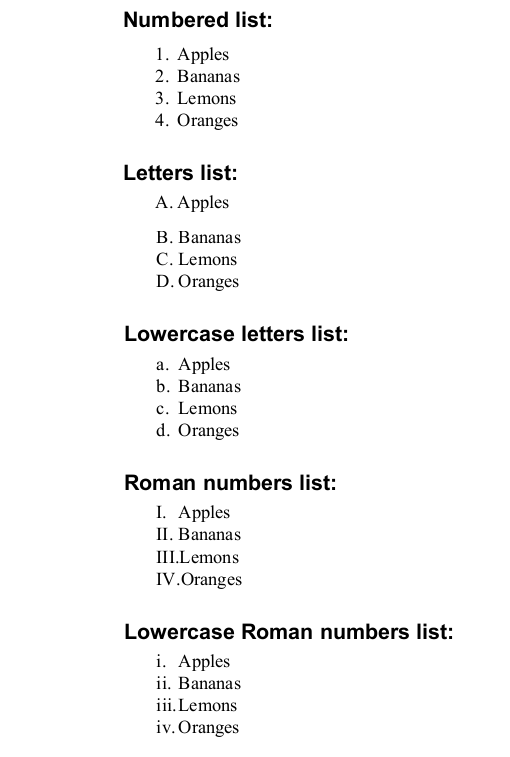 Numbered list:
1. Apples
2. Bananas
3. Lemons
4. Oranges
Letters list:
A. Apples
B. Bananas
C. Lemons
D. Oranges
Lowercase letters list:
a. Apples
b. Bananas
c. Lemons
d. Oranges
Roman numbers list:
I. Apples
II. Bananas
III.Lemons
IV.Oranges
Lowercase Roman numbers list:
i. Apples
ii. Bananas
iii.Lemons
iv.Oranges